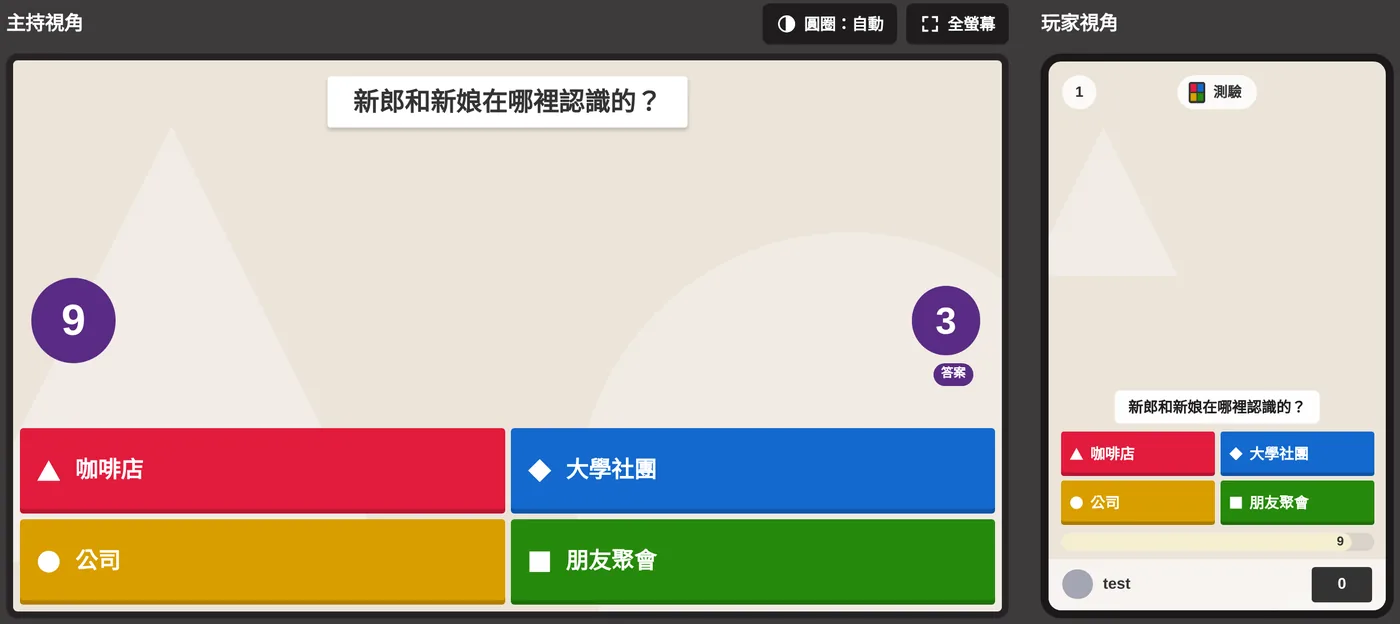 主持視角
圓圈：自動
全螢幕
新郎和新娘在哪裡認識的？
9
3
答案
咖啡店
大學社團
公司
朋友聚會
玩家視角
1
測驗
新郎和新娘在哪裡認識的？
咖啡店
大學社團
公司
朋友聚會
9
test
0